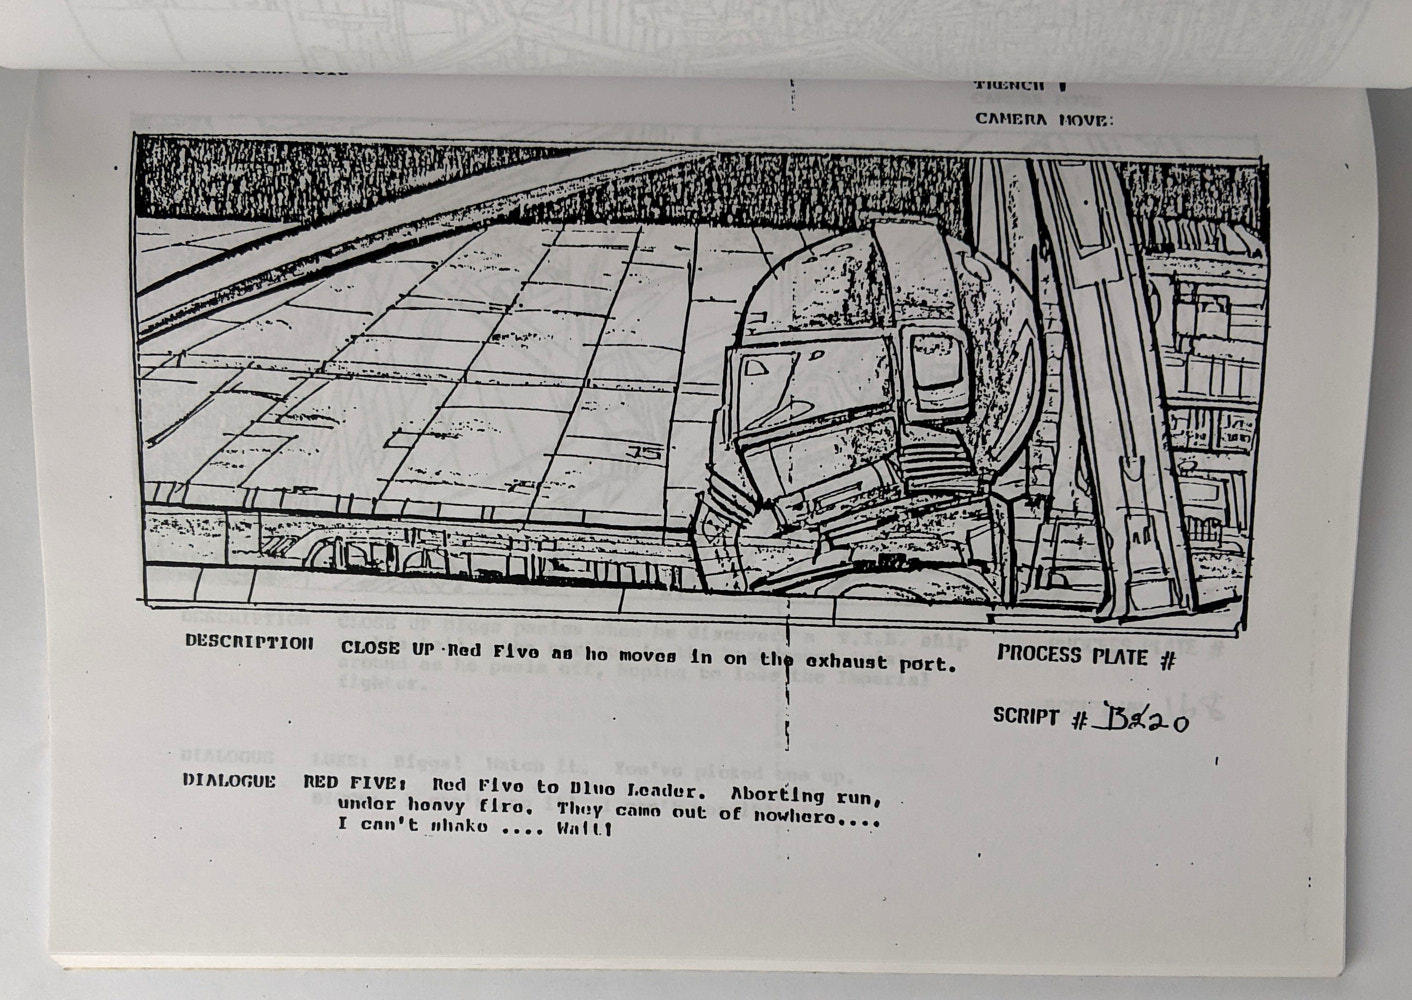 TRENCH
CAMERA MOVE:
DESCRIPTION CLOSE UP Red Five as he moves in on the exhaust port.
PROCESS PLATE #
SCRIPT #
DIALOGUE RED FIVE: Red Five to Blue Leader. Aborting run,
under heavy fire. They came out of nowhere....
I can't shake .... Wait!